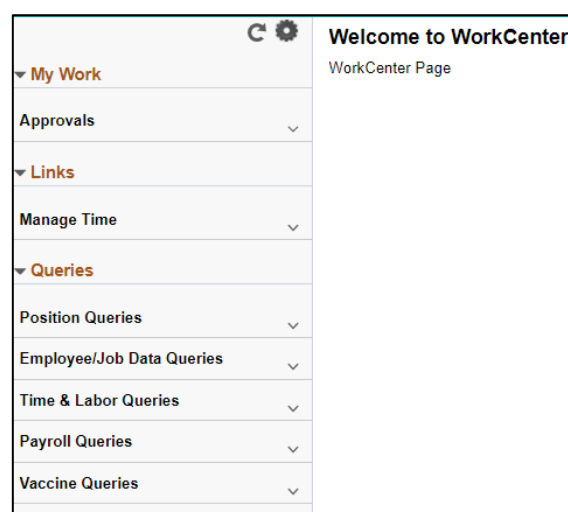 My Work
Approvals
Links
Manage Time
Queries
Position Queries
Employee/Job Data Queries
Time & Labor Queries
Payroll Queries
Vaccine Queries
Welcome to WorkCenter
WorkCenter Page